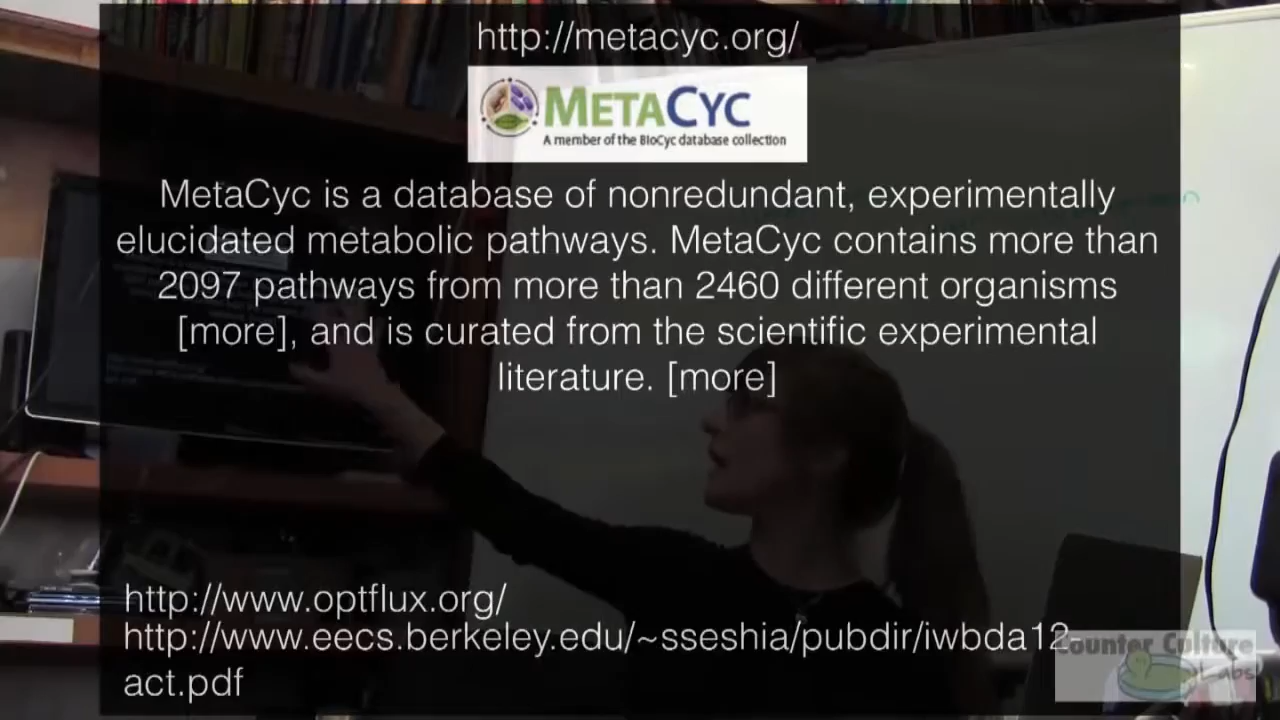 http://metacyc.org/
METACYC
A member of the BioCyc database collection
MetaCyc is a database of nonredundant, experimentally
elucidated metabolic pathways. MetaCyc contains more than
2097 pathways from more than 2460 different organisms
[more], and is curated from the scientific experimental
literature. [more]
http://www.optflux.org/
http://www.eecs.berkeley.edu/~sseshia/pubdir/iwbda12-
act.pdf
Counter Culture
Labs